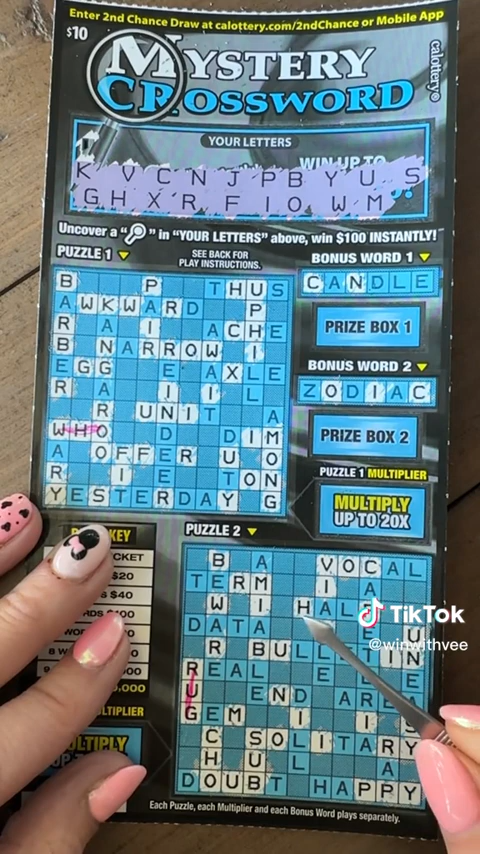 Enter 2nd Chance Draw at calottery.com/2ndChance or Mobile App
$10
MYSTERY
CROSSWORD
calottery®
YOUR LETTERS
WIN UP TO
K V C N J P B Y U S
G H X R F I O W M
Uncover a " " in "YOUR LETTERS" above, win $100 INSTANTLY!
PUZZLE 1
SEE BACK FOR
PLAY INSTRUCTIONS.
BONUS WORD 1
CANDLE
PRIZE BOX 1
BONUS WORD 2
ZODIAC
PRIZE BOX 2
PUZZLE 1 MULTIPLIER
MULTIPLY
UP TO 20X
B P THUS
AWKWARD P
R A I ACHE
B NARROW I
EGG E AXLE
R A I I L
R UNIT A
WHO D DIM
A OFFER U O
R I E TON
YESTERDAY G
PUZZLE 2
B A VOCAL
TERM I A
W I HAL
DATA
R BULLETIN
REAL E E
U END AREA
GEM I I S
C SOLITARY
H U L A
DOUBT HAPPY
KEY
$20
$40
TikTok
@winwithvee
Each Puzzle, each Multiplier and each Bonus Word plays separately.